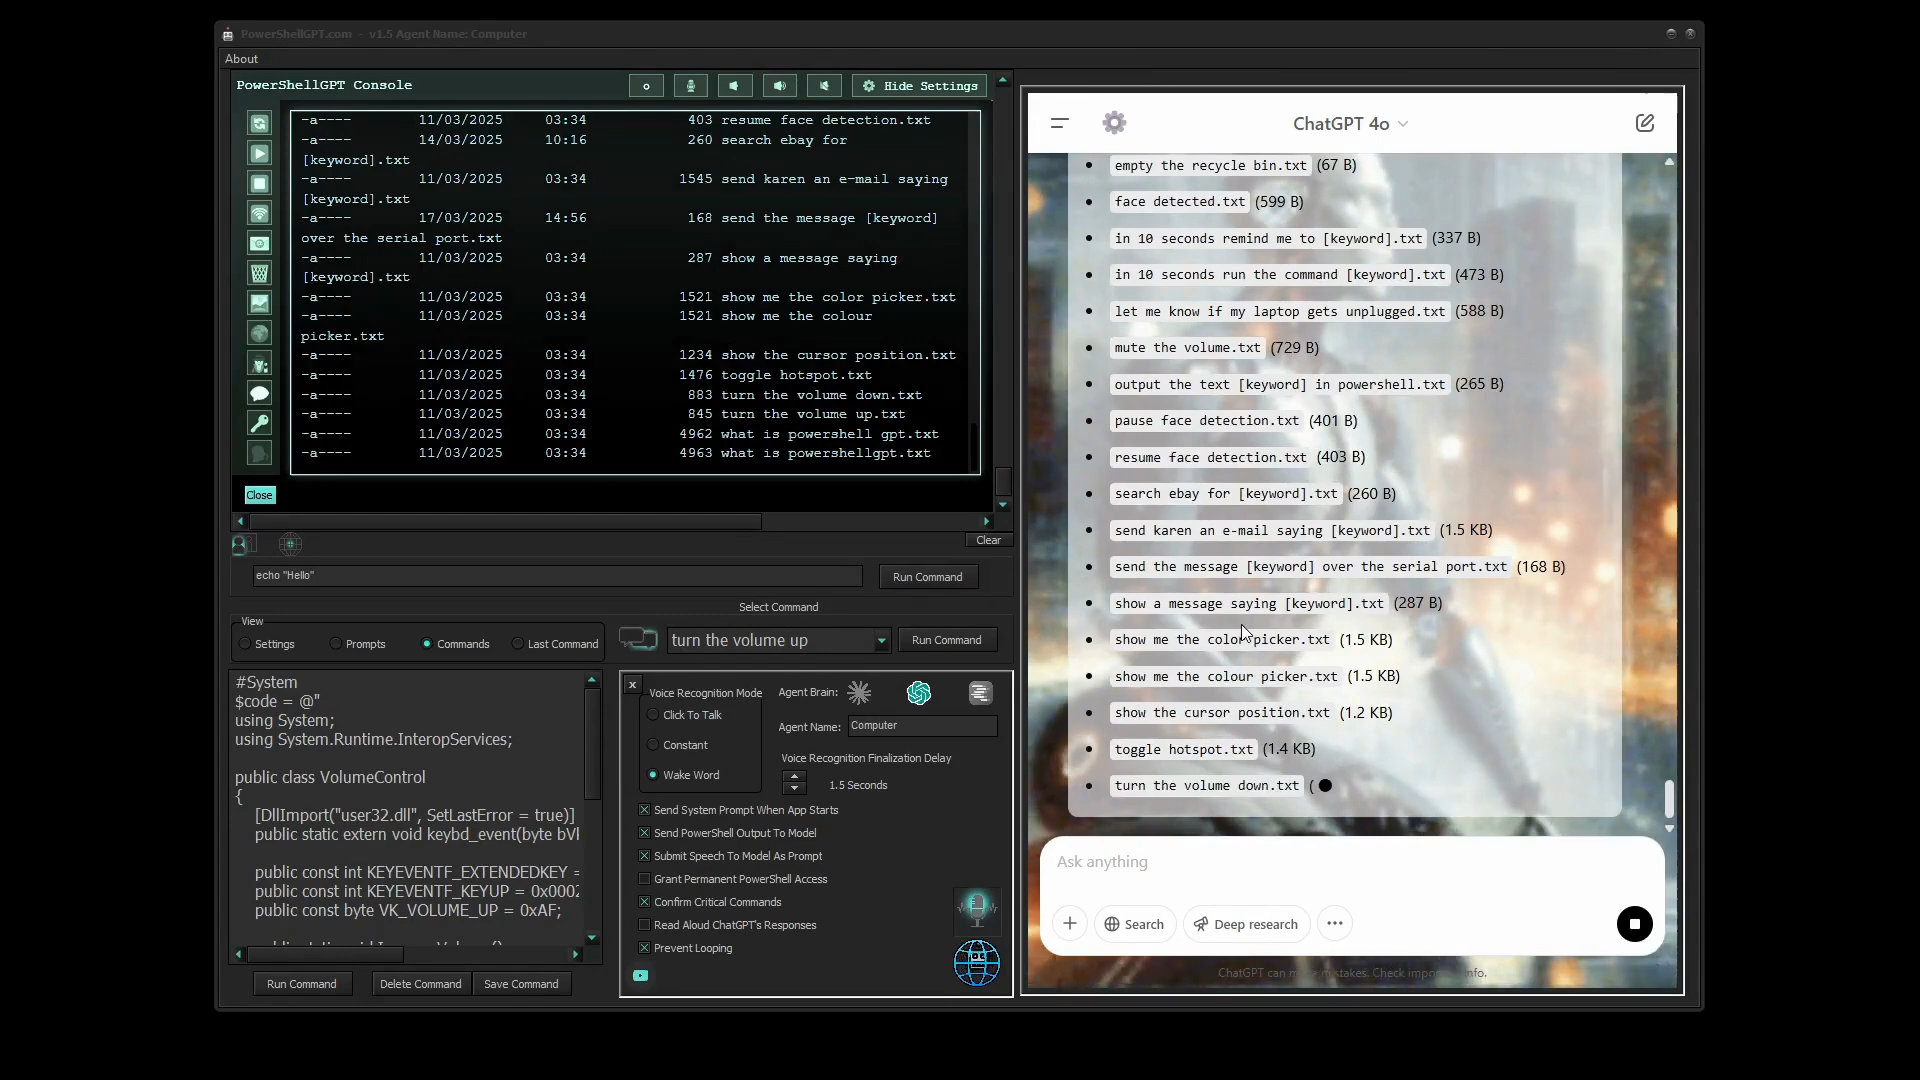 PowerShellGPT.com - v1.5 Agent Name: Computer
About
PowerShellGPT Console
Hide Settings
-a---- 11/03/2025 03:34 403 resume face detection.txt
-a---- 14/03/2025 10:16 260 search ebay for
[keyword].txt
-a---- 11/03/2025 03:34 1545 send karen an e-mail saying
[keyword].txt
-a---- 17/03/2025 14:56 168 send the message [keyword]
over the serial port.txt
-a---- 11/03/2025 03:34 287 show a message saying
[keyword].txt
-a---- 11/03/2025 03:34 1521 show me the color picker.txt
-a---- 11/03/2025 03:34 1521 show me the colour
picker.txt
-a---- 11/03/2025 03:34 1234 show the cursor position.txt
-a---- 11/03/2025 03:34 1476 toggle hotspot.txt
-a---- 11/03/2025 03:34 883 turn the volume down.txt
-a---- 11/03/2025 03:34 845 turn the volume up.txt
-a---- 11/03/2025 03:34 4962 what is powershell gpt.txt
-a---- 11/03/2025 03:34 4963 what is powershellgpt.txt
Close
Clear
echo "Hello"
Run Command
Select Command
View
Settings
Prompts
Commands
Last Command
turn the volume up
Run Command
#System
$code = @"
using System;
using System.Runtime.InteropServices;
public class VolumeControl
{
[DllImport("user32.dll", SetLastError = true)]
public static extern void keybd_event(byte bVl
public const int KEYEVENTF_EXTENDEDKEY =
public const int KEYEVENTF_KEYUP = 0x0002
public const byte VK_VOLUME_UP = 0xAF;
Run Command
Delete Command
Save Command
x
Voice Recognition Mode
Click To Talk
Constant
Wake Word
Agent Brain:
Agent Name:
Computer
Voice Recognition Finalization Delay
1.5 Seconds
Send System Prompt When App Starts
Send PowerShell Output To Model
Submit Speech To Model As Prompt
Grant Permanent PowerShell Access
Confirm Critical Commands
Read Aloud ChatGPT's Responses
Prevent Looping
ChatGPT 4o
empty the recycle bin.txt (67 B)
face detected.txt (599 B)
in 10 seconds remind me to [keyword].txt (337 B)
in 10 seconds run the command [keyword].txt (473 B)
let me know if my laptop gets unplugged.txt (588 B)
mute the volume.txt (729 B)
output the text [keyword] in powershell.txt (265 B)
pause face detection.txt (401 B)
resume face detection.txt (403 B)
search ebay for [keyword].txt (260 B)
send karen an e-mail saying [keyword].txt (1.5 KB)
send the message [keyword] over the serial port.txt (168 B)
show a message saying [keyword].txt (287 B)
show me the color picker.txt (1.5 KB)
show me the colour picker.txt (1.5 KB)
show the cursor position.txt (1.2 KB)
toggle hotspot.txt (1.4 KB)
turn the volume down.txt (
Ask anything
Search
Deep research
ChatGPT can make mistakes. Check important info.